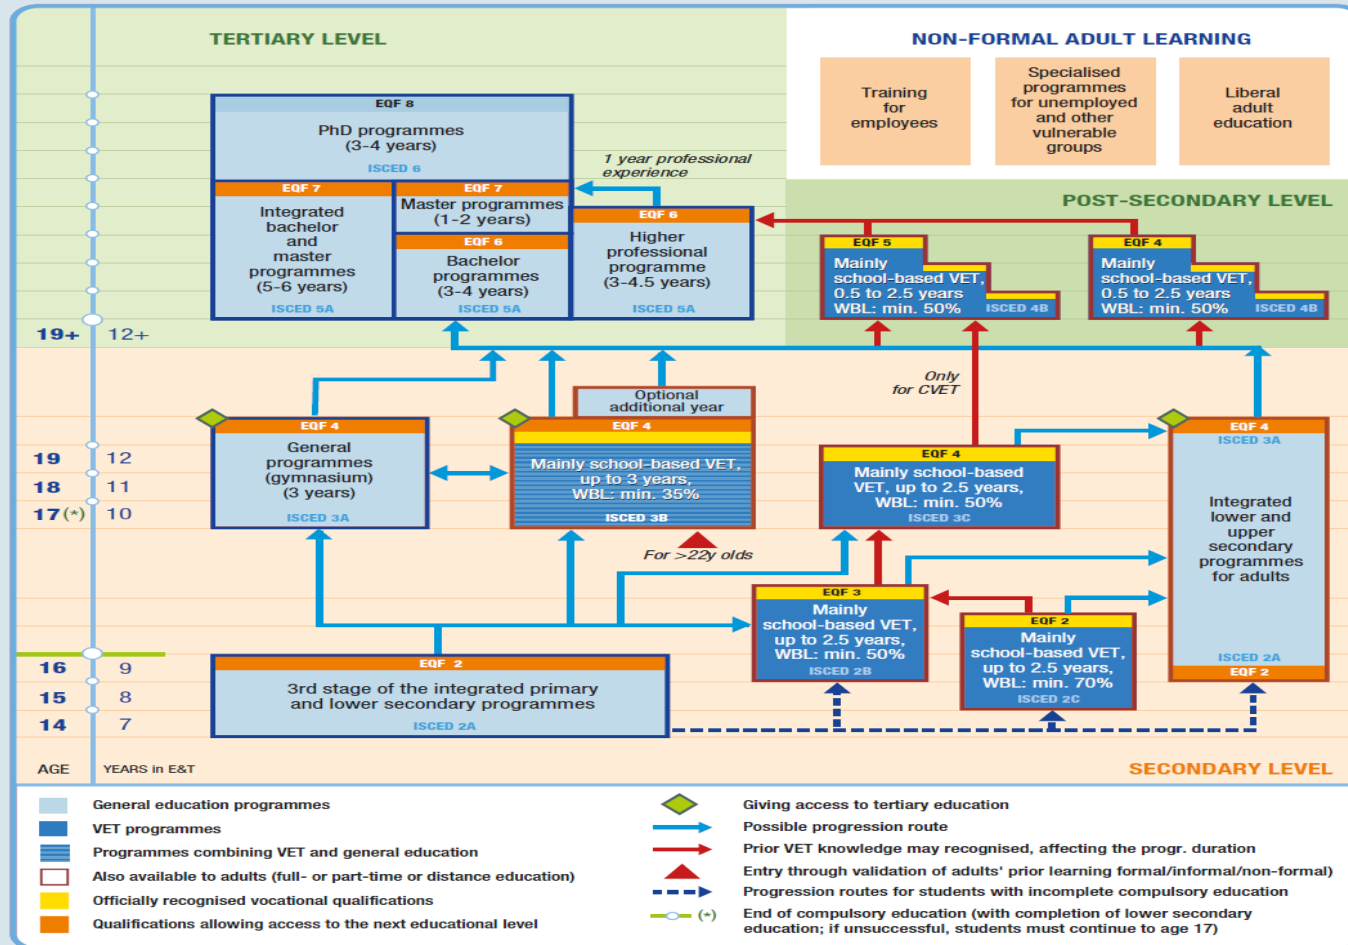 TERTIARY LEVEL
NON-FORMAL ADULT LEARNING
Training
for
employees
Specialised
programmes
for unemployed
and other
vulnerable
groups
Liberal
adult
education
EQF 8
PhD programmes
(3-4 years)
ISCED 6
1 year professional
experience
EQF 7
Integrated
bachelor
and
master
programmes
(5-6 years)
ISCED 5A
EQF 7
Master programmes
(1-2 years)
EQF 6
Bachelor
programmes
(3-4 years)
ISCED 5A
EQF 6
Higher
professional
programme
(3-4.5 years)
ISCED 5A
POST-SECONDARY LEVEL
EQF 5
Mainly
school-based VET,
0.5 to 2.5 years
WBL: min. 50%
ISCED 4B
EQF 4
Mainly
school-based VET,
0.5 to 2.5 years
WBL: min. 50%
ISCED 4B
19+ 12+
Only
for CVET
Optional
additional year
EQF 4
General
programmes
(gymnasium)
(3 years)
ISCED 3A
EQF 4
Mainly school-based VET,
up to 3 years,
WBL: min. 35%
ISCED 3B
For >22y olds
EQF 4
Mainly school-based
VET, up to 2.5 years,
WBL: min. 50%
ISCED 3C
EQF 4
ISCED 3A
Integrated
lower and
upper
secondary
programmes
for adults
ISCED 2A
EQF 2
19 12
18 11
17(*) 10
EQF 3
Mainly
school-based VET,
up to 2.5 years,
WBL: min. 50%
ISCED 2B
EQF 2
Mainly
school-based VET,
up to 2.5 years,
WBL: min. 70%
ISCED 2C
EQF 2
3rd stage of the integrated primary
and lower secondary programmes
ISCED 2A
16 9
15 8
14 7
AGE YEARS in E&T
SECONDARY LEVEL
General education programmes
VET programmes
Programmes combining VET and general education
Also available to adults (full- or part-time or distance education)
Officially recognised vocational qualifications
Qualifications allowing access to the next educational level
Giving access to tertiary education
Possible progression route
Prior VET knowledge may recognised, affecting the progr. duration
Entry through validation of adults' prior learning formal/informal/non-formal)
Progression routes for students with incomplete compulsory education
(*) End of compulsory education (with completion of lower secondary
education; if unsuccessful, students must continue to age 17)